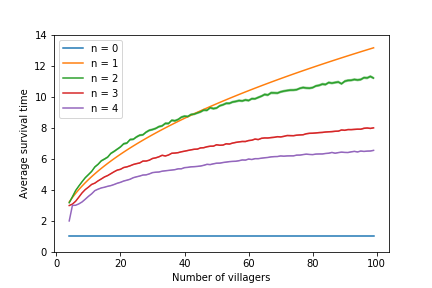 14
12
10
8
6
4
2
0
Average survival time
n = 0
n = 1
n = 2
n = 3
n = 4
0 20 40 60 80 100
Number of villagers